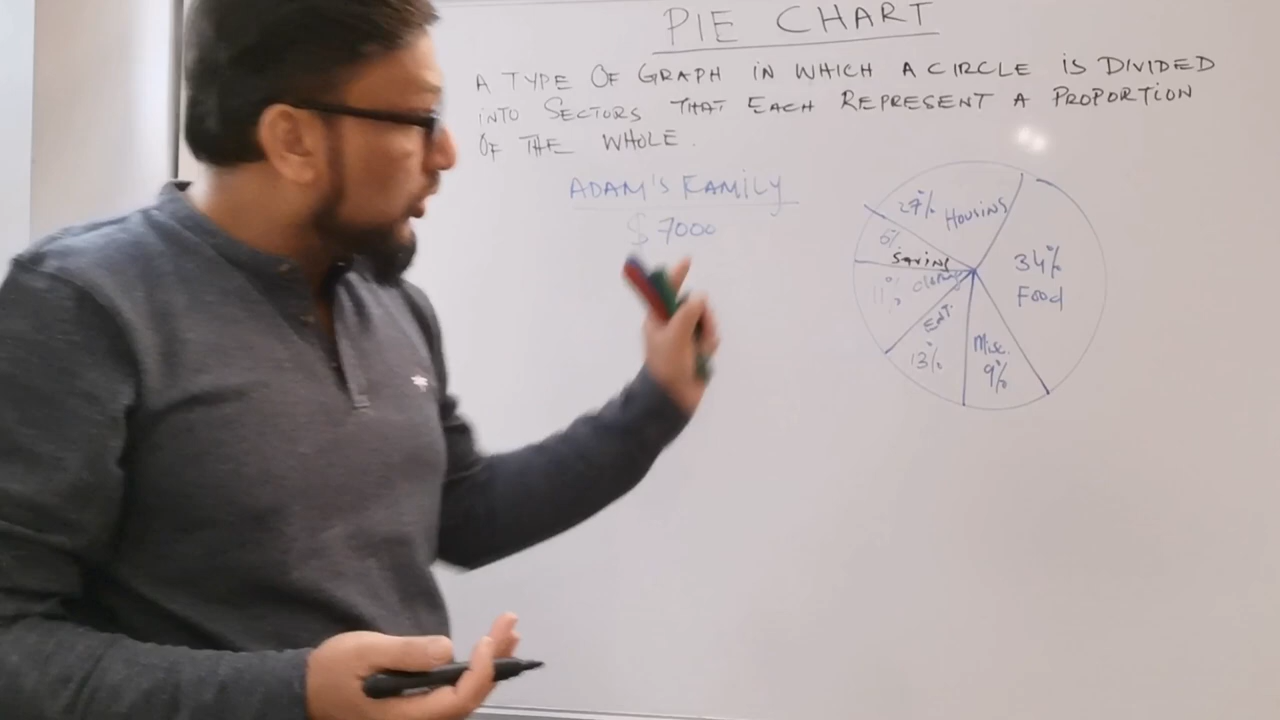 PIE CHART
A TYPE OF GRAPH IN WHICH A CIRCLE IS DIVIDED
INTO SECTORS THAT EACH REPRESENT A PROPORTION
OF THE WHOLE.
ADAM'S FAMILY
$ 7000
27% HOUSING
6%
SAVING
11%
ENT.
13%
Misc.
9%
34%
Food